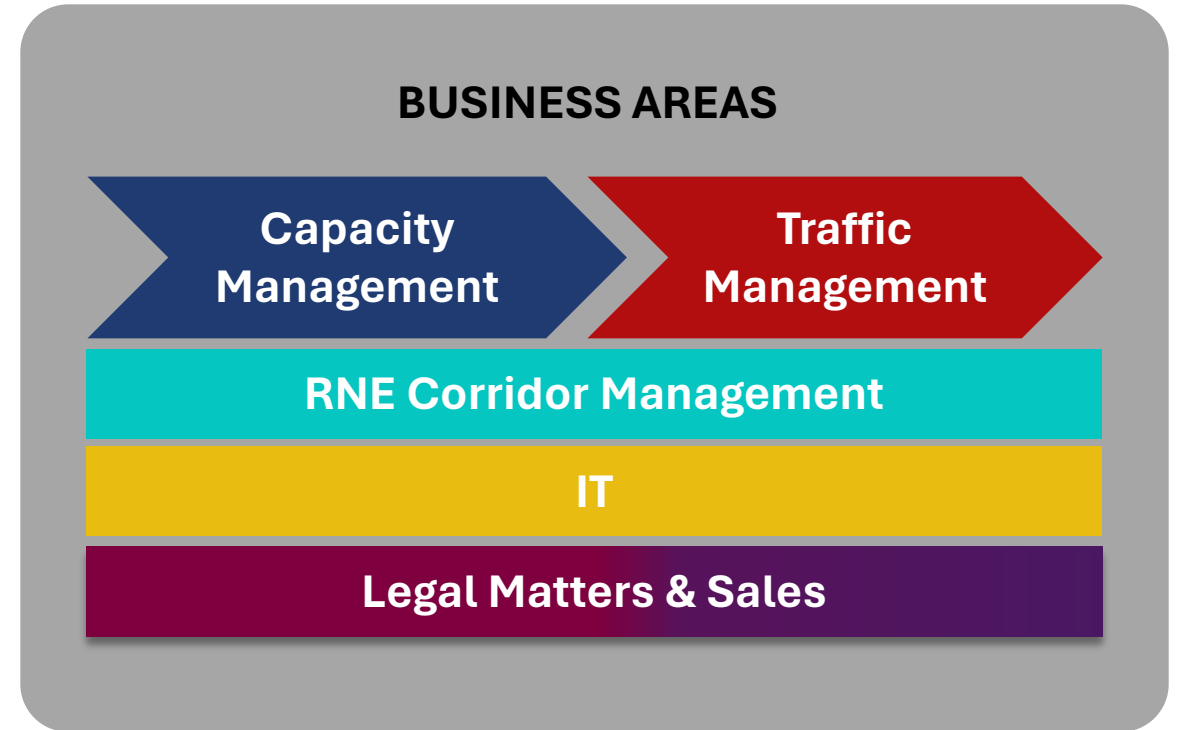 BUSINESS AREAS
Capacity
Management
Traffic
Management
RNE Corridor Management
IT
Legal Matters & Sales